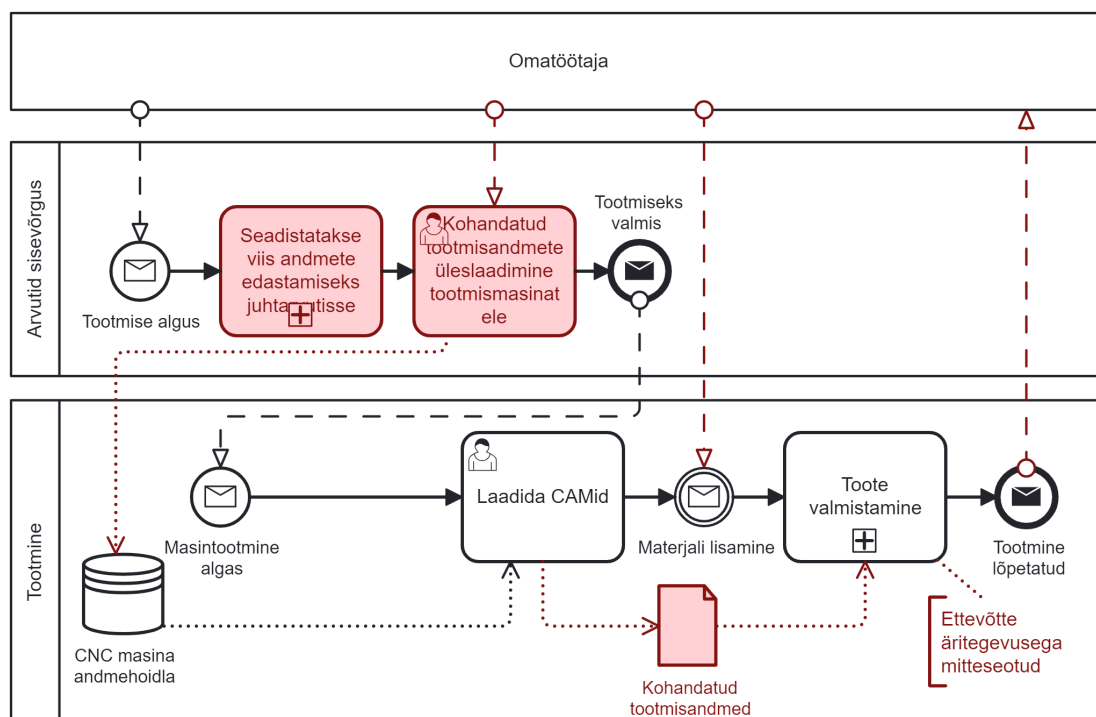 Omatöötaja
Arvutid sisevõrgus
Tootmise algus
Seadistatakse
viis andmete
edastamiseks
juhtarvutisse
Kohandatud
tootmisandmete
üleslaadimine
tootmismasinat
ele
Tootmiseks
valmis
Tootmine
Masintootmine
algas
Laadida CAMid
Materjali lisamine
Toote
valmistamine
Tootmine
lõpetatud
CNC masina
andmehoidla
Kohandatud
tootmisandmed
Ettevõtte
äritegevusega
mitteseotud